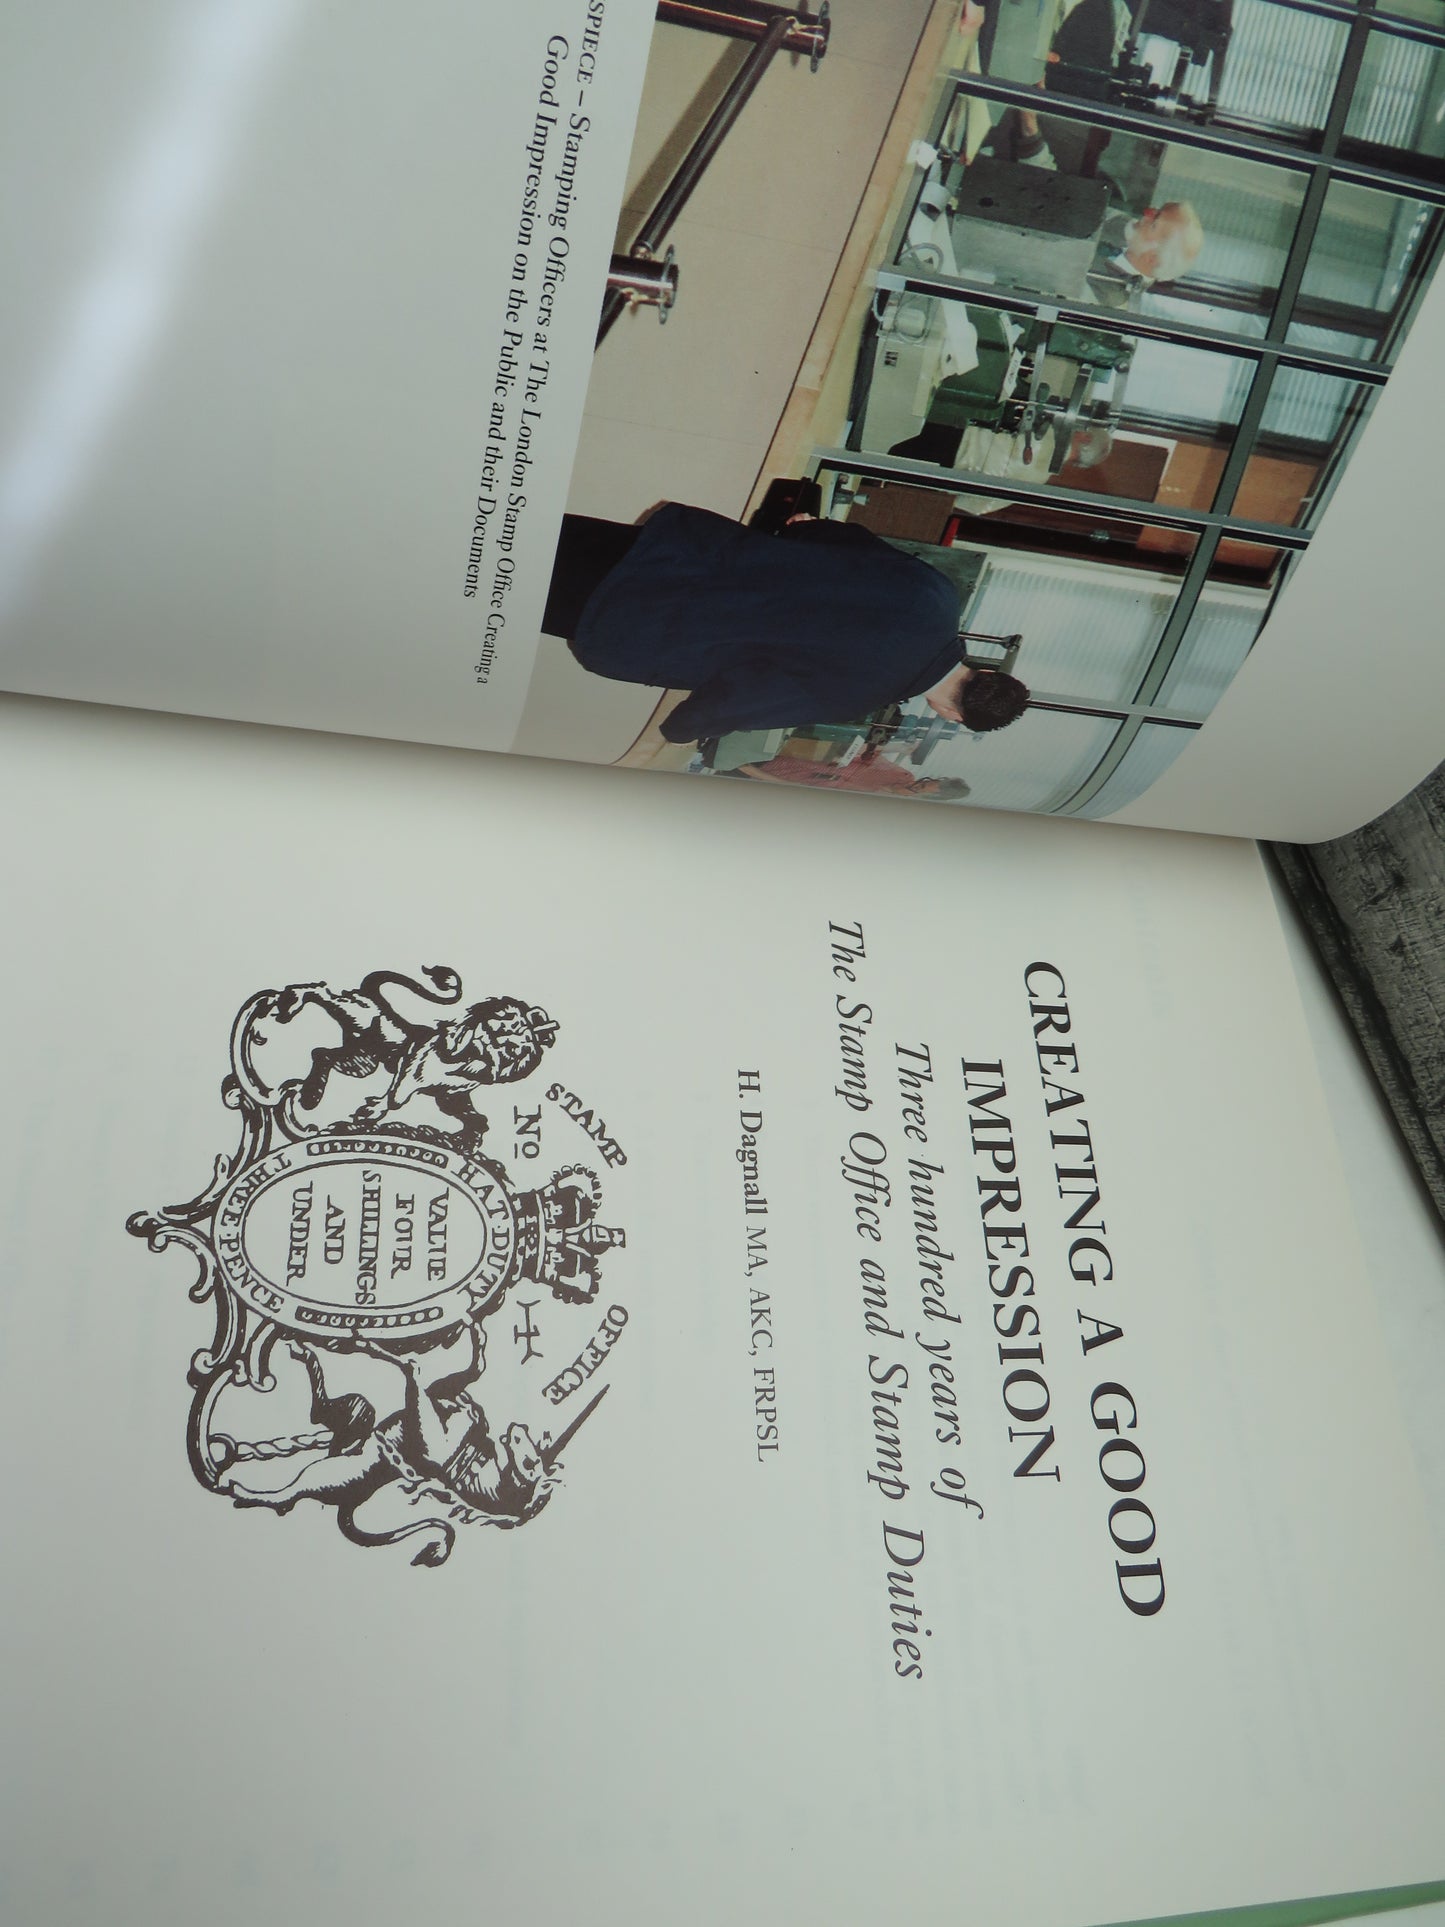 SPIECE – Stamping Officers at The London Stamp Office Creating a
Good Impression on the Public and their Documents
CREATING A GOOD
IMPRESSION
Three hundred years of
The Stamp Office and Stamp Duties
H. Dagnall MA, AKC, FRPSL
STAMP OFFICE
No I
HAT·DUTY
THREE·PENCE
VALUE
FOUR
SHILLINGS
AND
UNDER